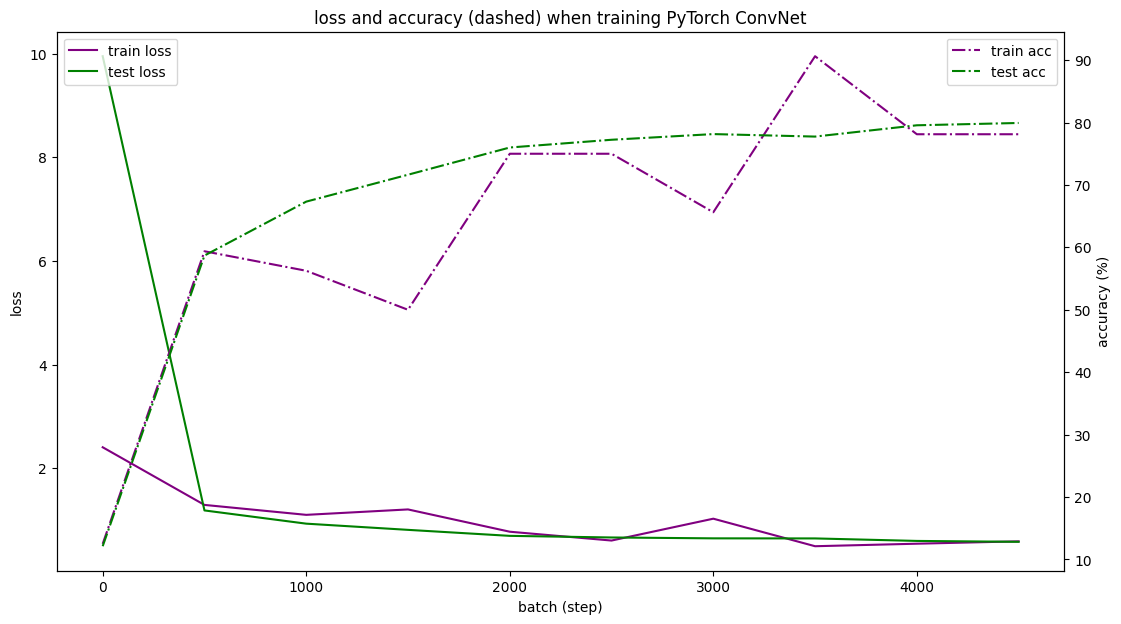 loss and accuracy (dashed) when training PyTorch ConvNet
train loss
test loss
train acc
test acc
10
8
6
4
2
loss
90
80
70
60
50
40
30
20
10
accuracy (%)
0 1000 2000 3000 4000
batch (step)